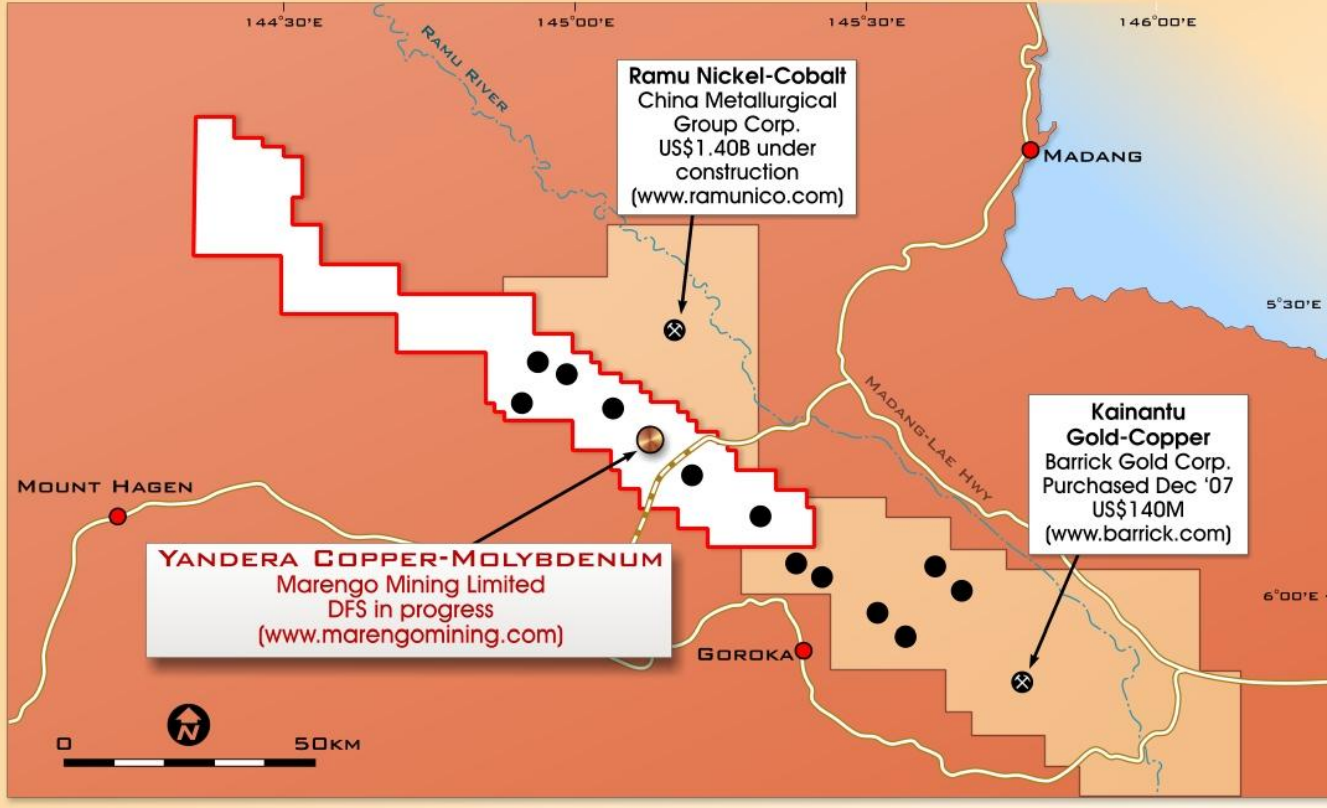 144°30'E
145°00'E
145°30'E
146°00'E
RAMU RIVER
Ramu Nickel-Cobalt
China Metallurgical
Group Corp.
US$1.40B under
construction
(www.ramunico.com)
MADANG
5°30'E
MADANG-LAE HWY
Kainantu
Gold-Copper
Barrick Gold Corp.
Purchased Dec '07
US$140M
(www.barrick.com)
MOUNT HAGEN
YANDERA COPPER-MOLYBDENUM
Marengo Mining Limited
DFS in progress
(www.marengomining.com)
6°00'E
GOROKA
N
0
50KM